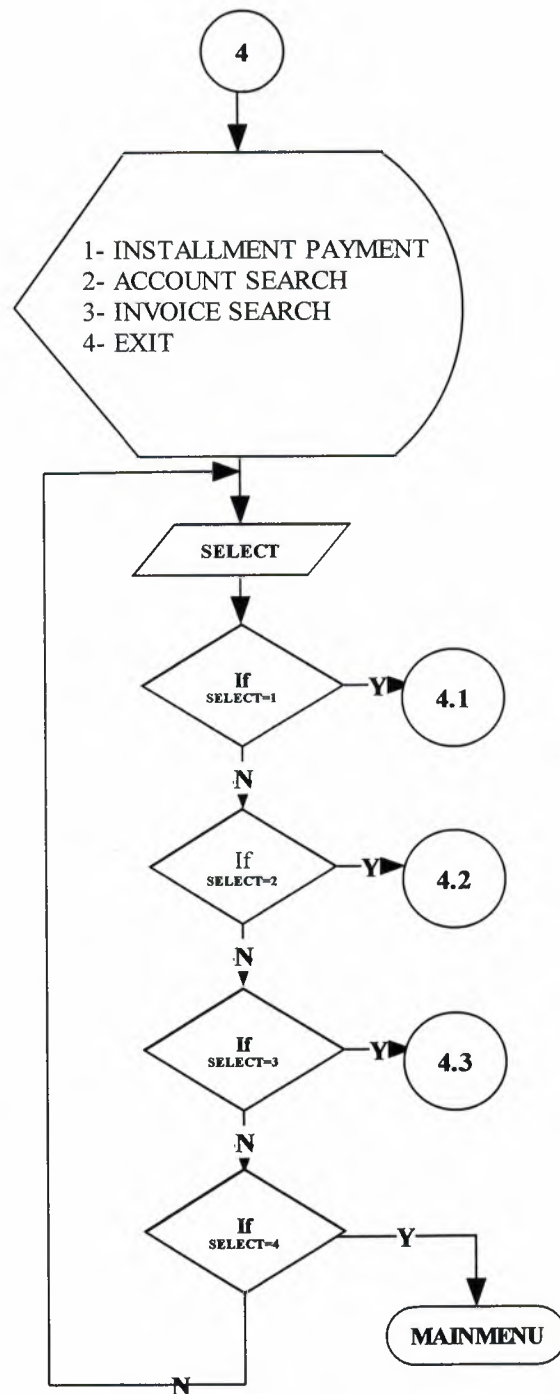 4
1- INSTALLMENT PAYMENT
2- ACCOUNT SEARCH
3- INVOICE SEARCH
4- EXIT
SELECT
If
SELECT=1
Y
4.1
N
If
SELECT=2
Y
4.2
N
If
SELECT=3
Y
4.3
N
If
SELECT=4
Y
MAINMENU
N